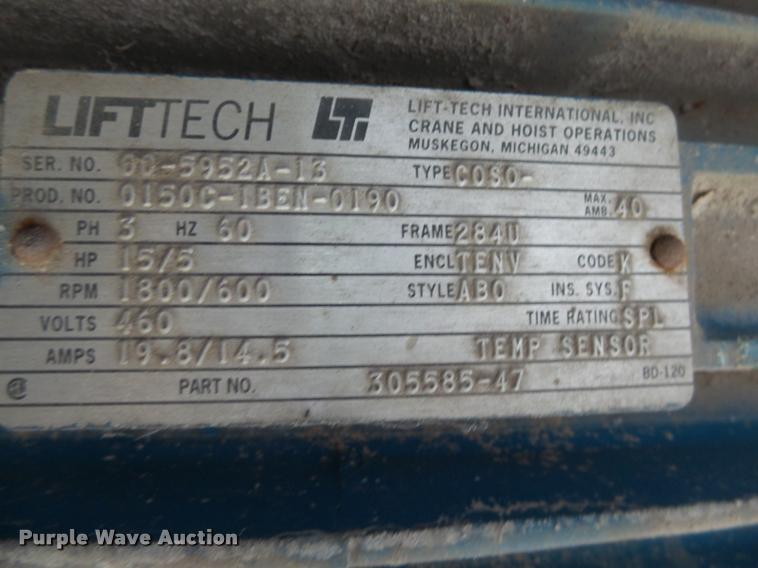 LIFTTECH LTI LIFT-TECH INTERNATIONAL, INC
CRANE AND HOIST OPERATIONS
MUSKEGON, MICHIGAN 49443
SER. NO. GC-5952A-13 TYPE COSO-
PROD. NO. 0150C-1BEN-0190 MAX. AMB. 40
PH 3 HZ 60 FRAME 284U
HP 15/5 ENCL TENV CODE K
RPM 1800/600 STYLE ABO INS. SYS. F
VOLTS 460 TIME RATING SPL
AMPS 19.8/14.5 TEMP SENSOR
PART NO. 305585-47 BD-120
Purple Wave Auction